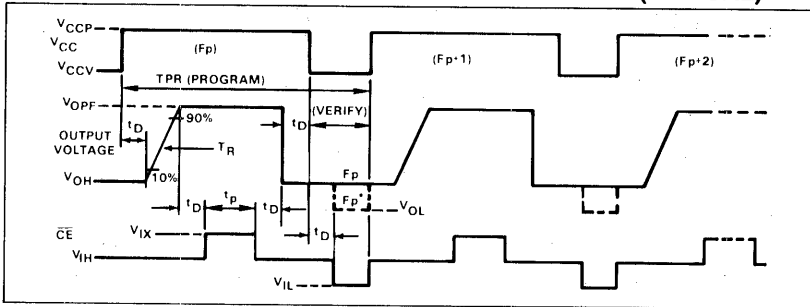 VCCP
VCC
VCCV
(Fp)
(Fp+1)
(Fp+2)
TPR (PROGRAM)
VOPF
tD
90%
tD
(VERIFY)
OUTPUT
VOLTAGE
TR
VOH
10%
Fp
Fp*
VOL
tD
tp
tD
tD
CE
VIX
VIH
VIL